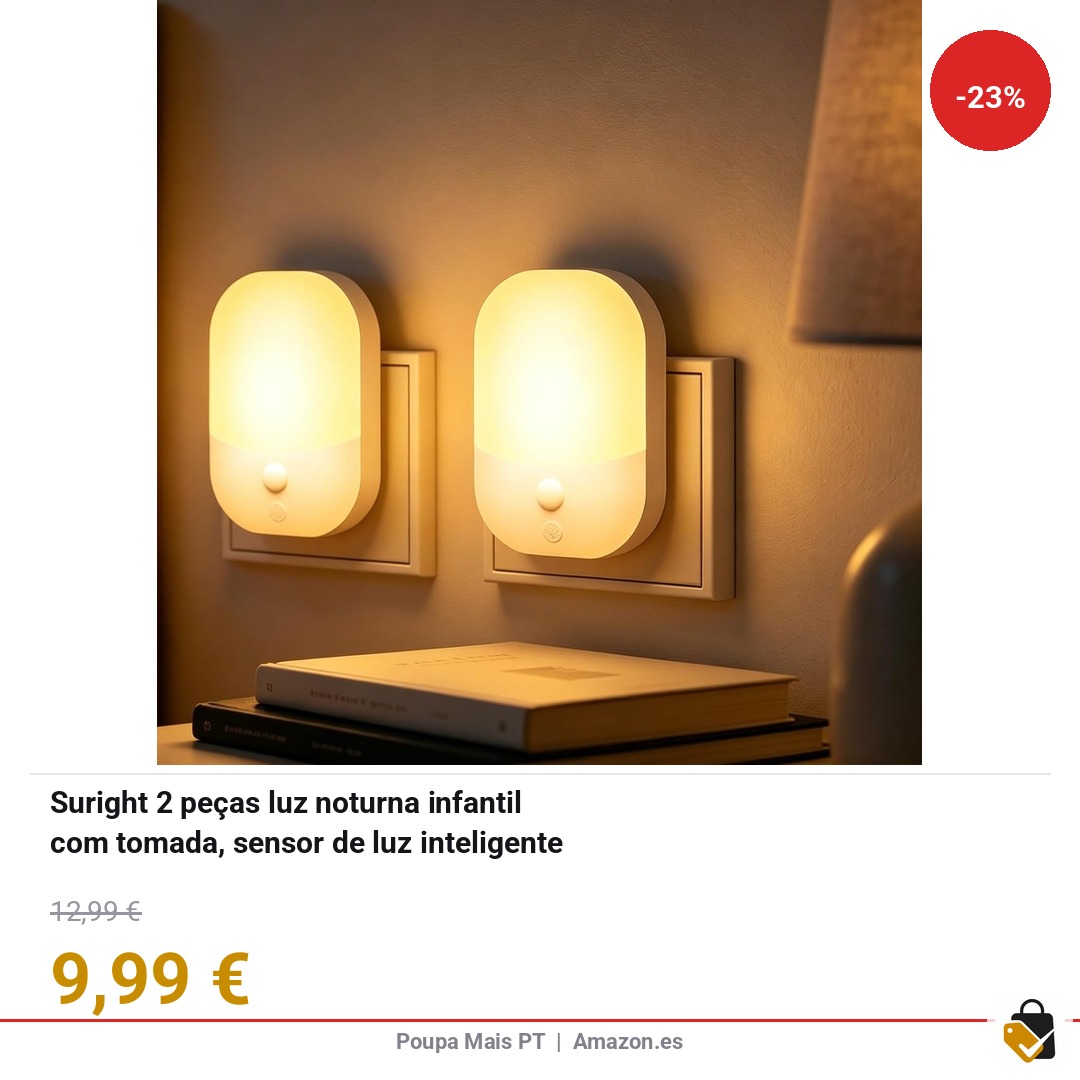 -23%
Suright 2 peças luz noturna infantil
com tomada, sensor de luz inteligente
12,99 €
9,99 €
Poupa Mais PT | Amazon.es